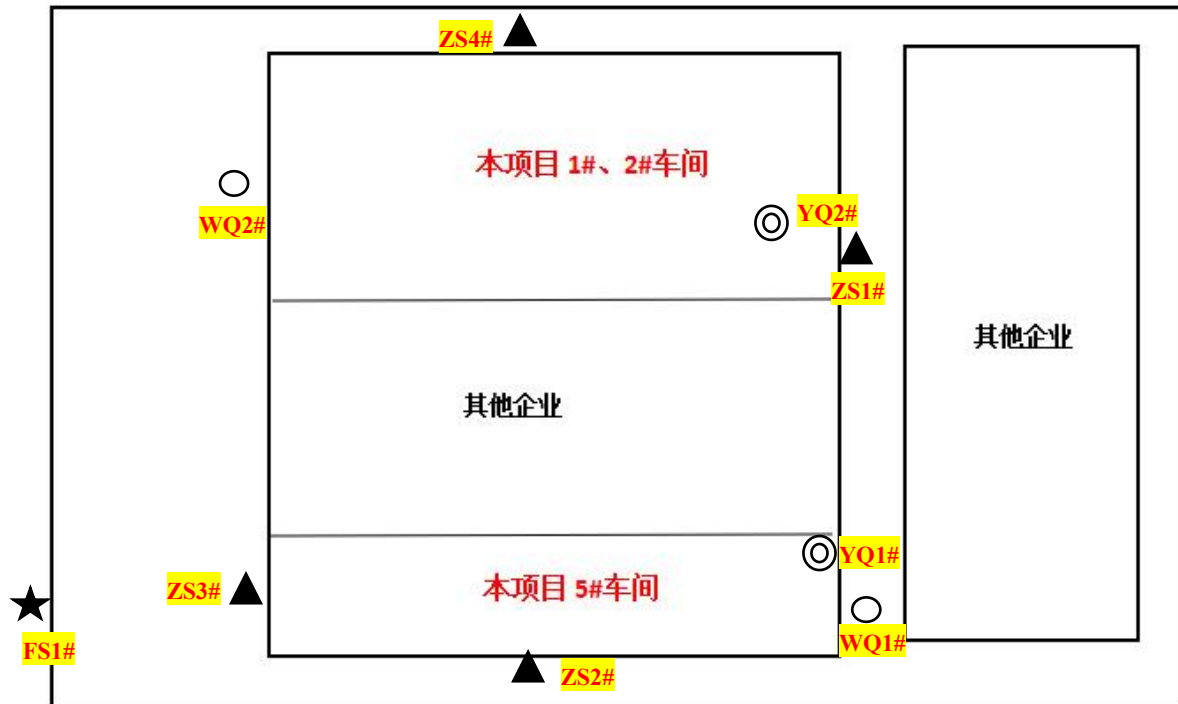 ZS4#
本项目 1#、2#车间
WQ2#
YQ2#
ZS1#
其他企业
其他企业
YQ1#
ZS3#
本项目 5#车间
FS1#
WQ1#
ZS2#